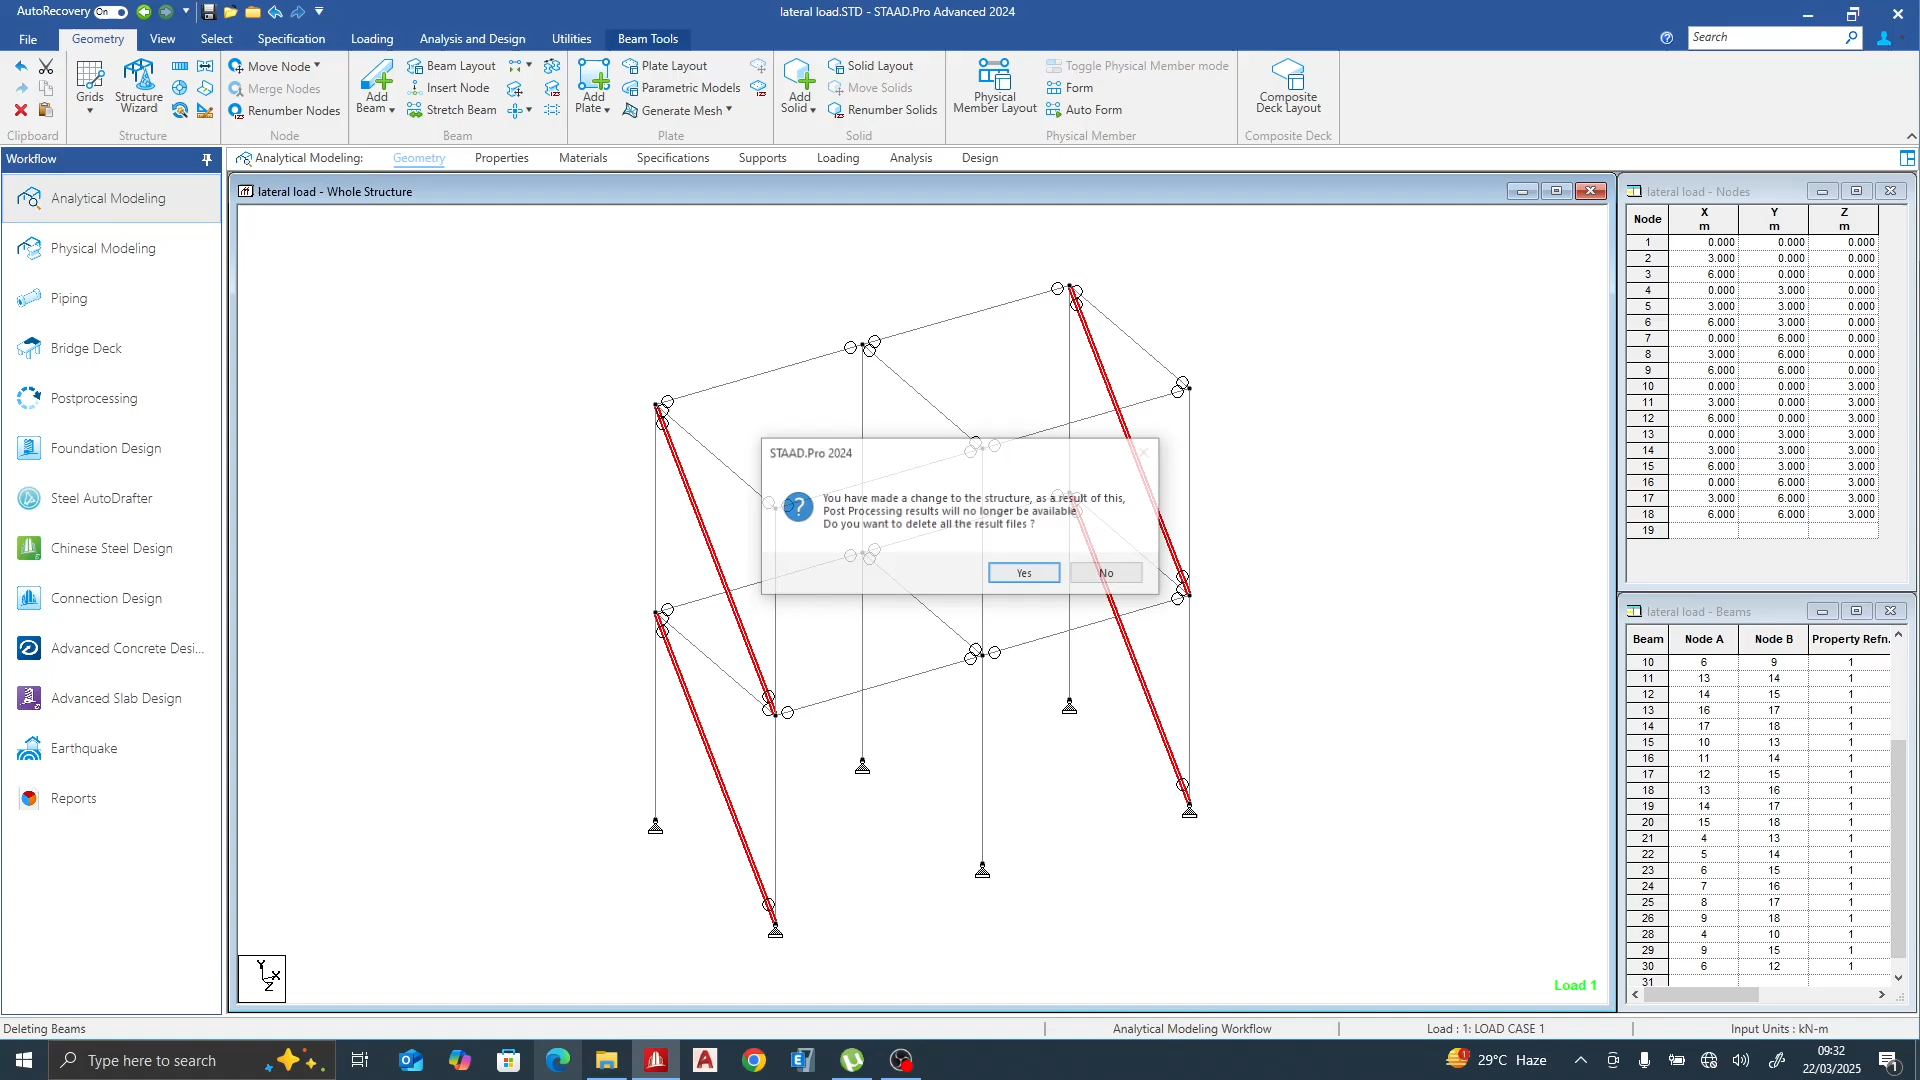 AutoRecovery On
lateral load.STD - STAAD.Pro Advanced 2024
File Geometry View Select Specification Loading Analysis and Design Utilities Beam Tools
Search
Grids
Structure Wizard
Move Node
Merge Nodes
Renumber Nodes
Add Beam
Beam Layout
Insert Node
Stretch Beam
Add Plate
Plate Layout
Parametric Models
Generate Mesh
Add Solid
Solid Layout
Move Solids
Renumber Solids
Physical Member Layout
Toggle Physical Member mode
Form
Auto Form
Composite Deck Layout
Clipboard Structure Node Beam Plate Solid Physical Member Composite Deck
Workflow
Analytical Modeling: Geometry Properties Materials Specifications Supports Loading Analysis Design
Analytical Modeling
Physical Modeling
Piping
Bridge Deck
Postprocessing
Foundation Design
Steel AutoDrafter
Chinese Steel Design
Connection Design
Advanced Concrete Desi...
Advanced Slab Design
Earthquake
Reports
lateral load - Whole Structure
STAAD.Pro 2024
You have made a change to the structure, as a result of this,
Post Processing results will no longer be available
Do you want to delete all the result files ?
Yes No
Y
X
Z
Load 1
lateral load - Nodes
Node X m Y m Z m
1 0.000 0.000 0.000
2 3.000 0.000 0.000
3 6.000 0.000 0.000
4 0.000 3.000 0.000
5 3.000 3.000 0.000
6 6.000 3.000 0.000
7 0.000 6.000 0.000
8 3.000 6.000 0.000
9 6.000 6.000 0.000
10 0.000 0.000 3.000
11 3.000 0.000 3.000
12 6.000 0.000 3.000
13 0.000 3.000 3.000
14 3.000 3.000 3.000
15 6.000 3.000 3.000
16 0.000 6.000 3.000
17 3.000 6.000 3.000
18 6.000 6.000 3.000
19
lateral load - Beams
Beam Node A Node B Property Refn.
10 6 9 1
11 13 14 1
12 14 15 1
13 16 17 1
14 17 18 1
15 10 13 1
16 11 14 1
17 12 15 1
18 13 16 1
19 14 17 1
20 15 18 1
21 4 13 1
22 5 14 1
23 6 15 1
24 7 16 1
25 8 17 1
26 9 18 1
28 4 10 1
29 9 15 1
30 6 12 1
31
Deleting Beams
Analytical Modeling Workflow
Load : 1: LOAD CASE 1
Input Units : kN-m
Type here to search
29°C Haze
09:32
22/03/2025